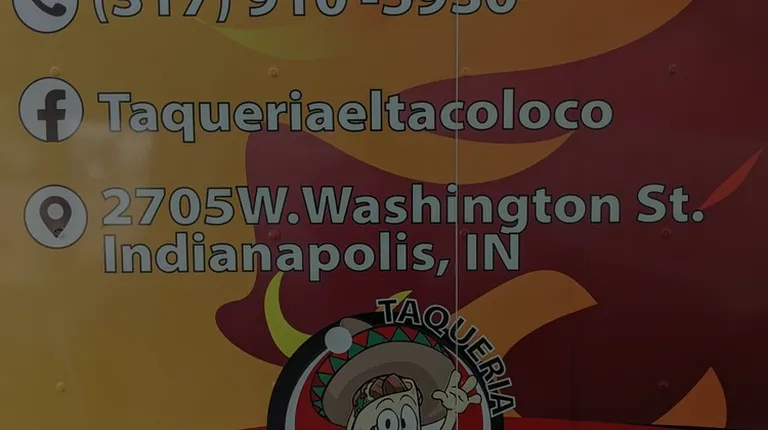 Taqueriaeltacoloco
2705W.Washington St.
Indianapolis, IN
TAQUERIA